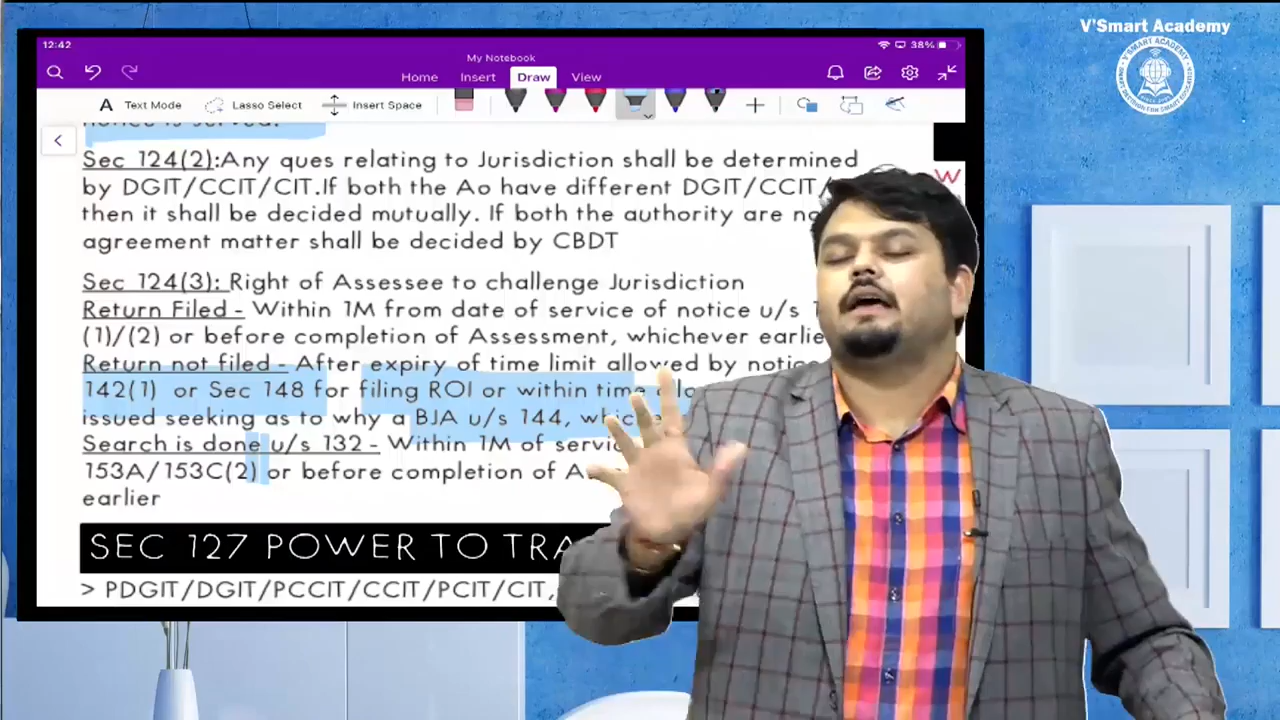 V'Smart Academy
12:42
38%
My Notebook
Home Insert Draw View
A Text Mode Lasso Select Insert Space
notice is served.
Sec 124(2):Any ques relating to Jurisdiction shall be determined
by DGIT/CCIT/CIT.If both the Ao have different DGIT/CCIT/
then it shall be decided mutually. If both the authority are
agreement matter shall be decided by CBDT
W
Sec 124(3): Right of Assessee to challenge Jurisdiction
Return Filed - Within 1M from date of service of notice u/s
(1)/(2) or before completion of Assessment, whichever earlie
Return not filed - After expiry of time limit allowed by notic
142(1) or Sec 148 for filing ROI or within time
issued seeking as to why a BJA u/s 144,
Search is done u/s 132 - Within 1M of servi
153A/153C(2) or before completion of A
earlier
SEC 127 POWER TO TRA
> PDGIT/DGIT/PCCIT/CCIT/PCIT/CIT,
V'SMART ACADEMY